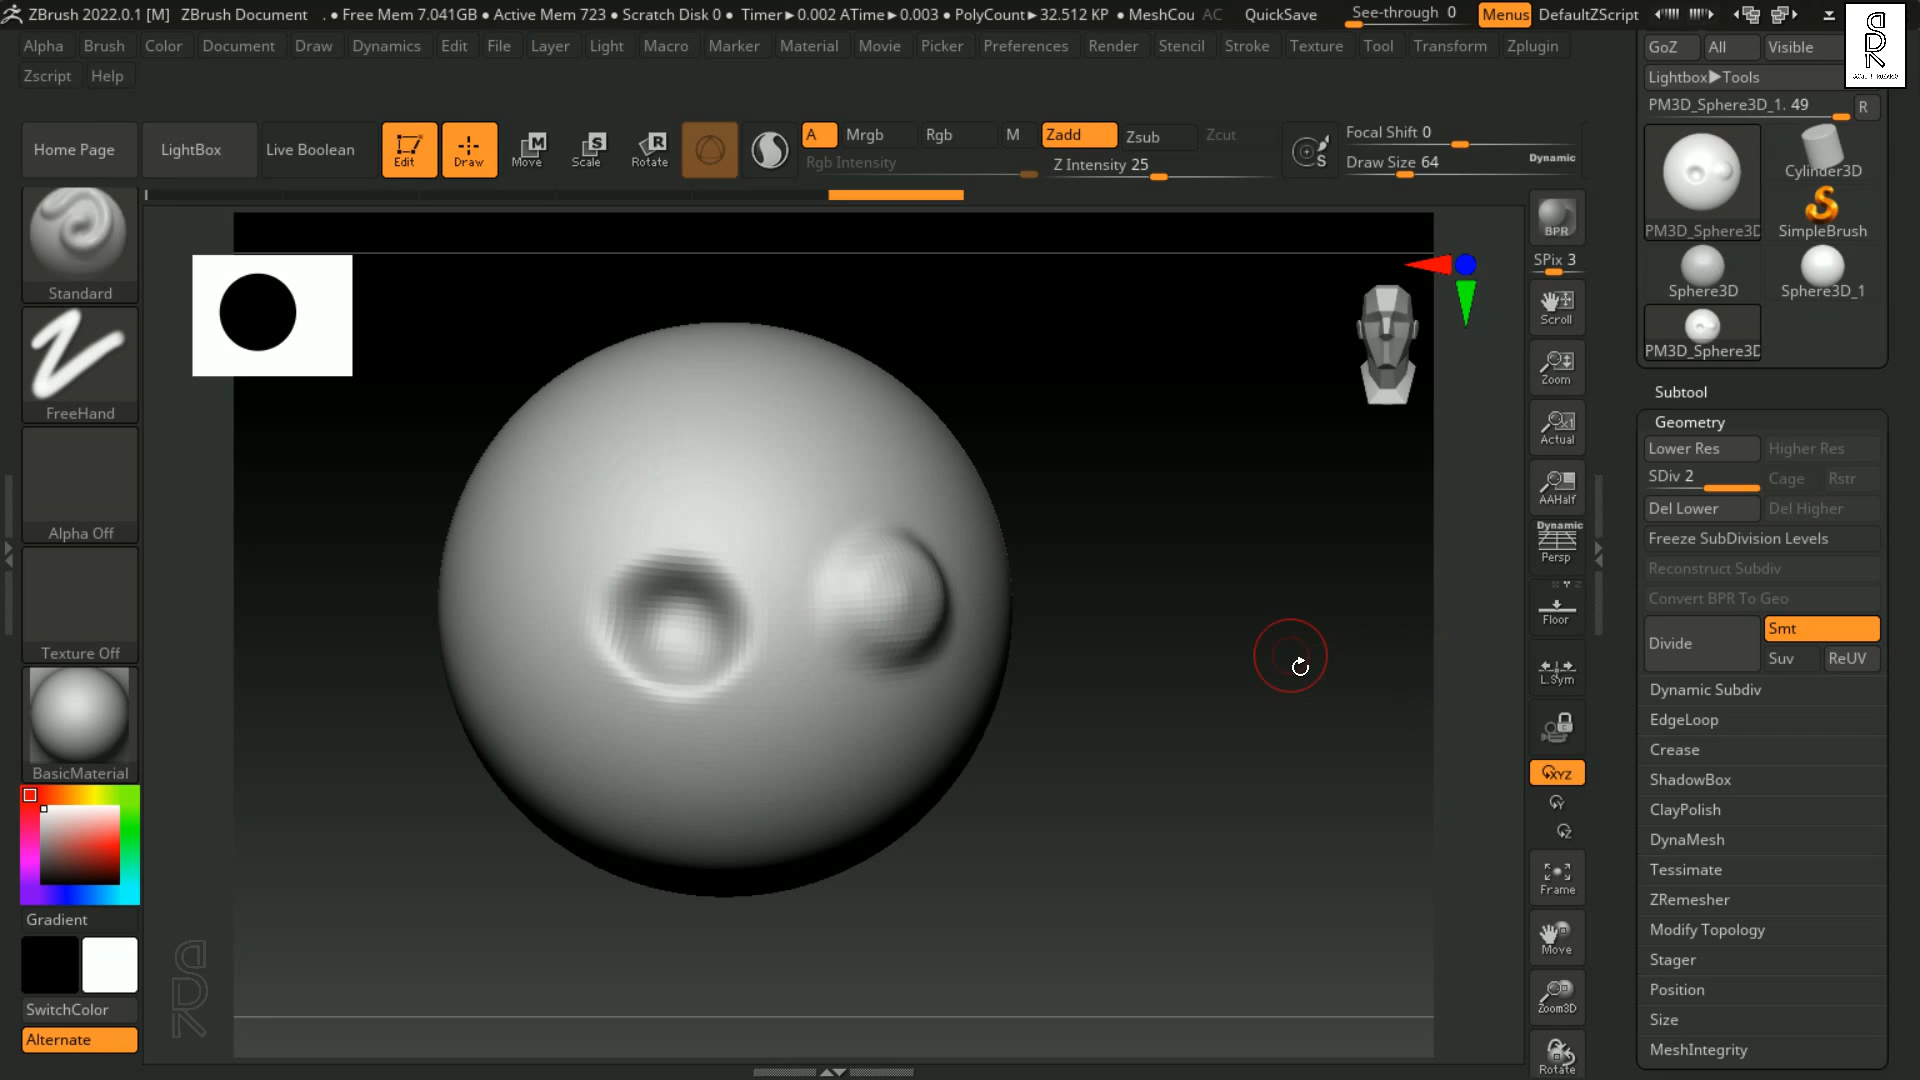 ZBrush 2022.0.1 [M] ZBrush Document . ● Free Mem 7.041GB ● Active Mem 723 ● Scratch Disk 0 ● Timer▶0.002 ATime▶0.003 ● PolyCount▶32.512 KP ● MeshCou AC QuickSave See-through 0 Menus DefaultZScript
Alpha Brush Color Document Draw Dynamics Edit File Layer Light Macro Marker Material Movie Picker Preferences Render Stencil Stroke Texture Tool Transform Zplugin
Zscript Help
Home Page LightBox Live Boolean Edit Draw Move Scale Rotate A Mrgb Rgb M Zadd Zsub Zcut Focal Shift 0
Rgb Intensity Z Intensity 25 Draw Size 64 Dynamic
Standard
FreeHand
Alpha Off
Texture Off
BasicMaterial
Gradient
SwitchColor
Alternate
SDR
BPR
SPix 3
Scroll
Zoom
Actual
AAHalf
Dynamic
Persp
Floor
L.Sym
XYZ
Y
Z
Frame
Move
Zoom3D
Rotate
GoZ All Visible
Lightbox▶Tools
PM3D_Sphere3D_1. 49 R
PM3D_Sphere3D Cylinder3D
SimpleBrush
Sphere3D Sphere3D_1
PM3D_Sphere3D
Subtool
Geometry
Lower Res Higher Res
SDiv 2 Cage Rstr
Del Lower Del Higher
Freeze SubDivision Levels
Reconstruct Subdiv
Convert BPR To Geo
Divide Smt
Suv ReUV
Dynamic Subdiv
EdgeLoop
Crease
ShadowBox
ClayPolish
DynaMesh
Tessimate
ZRemesher
Modify Topology
Stager
Position
Size
MeshIntegrity